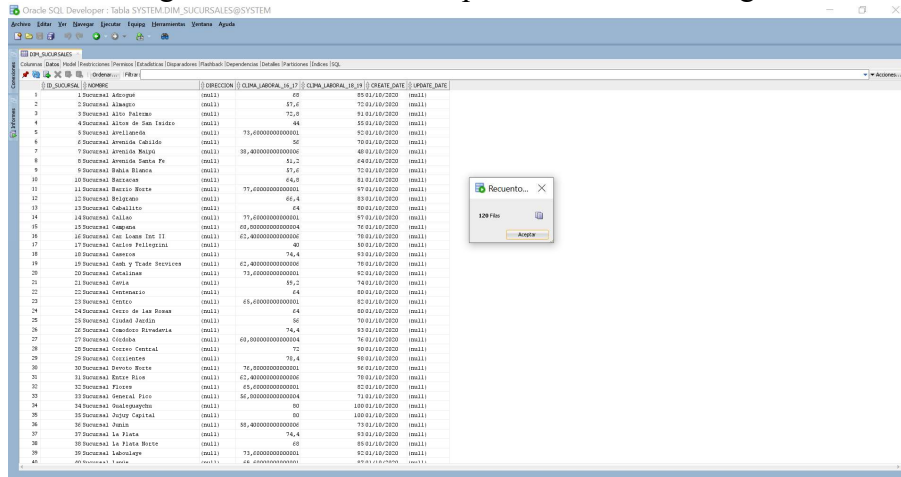 Oracle SQL Developer : Tabla SYSTEM.DIM_SUCURSALES@SYSTEM
Archivo Editar Ver Navegar Ejecutar Equipo Herramientas Ventana Ayuda
DIM_SUCURSALES
Columnas Datos Model Restricciones Permisos Estadísticas Disparadores Flashback Dependencias Detalles Particiones Índices SQL
Ordenar... Filtrar: Acciones...
Conexiones
Informes
ID_SUCURSAL NOMBRE DIRECCION CLIMA_LABORAL_16_17 CLIMA_LABORAL_18_19 CREATE_DATE UPDATE_DATE
1 1 Sucursal Adrogué (null) 68 85 01/10/2020 (null)
2 2 Sucursal Almagro (null) 57,6 72 01/10/2020 (null)
3 3 Sucursal Alto Palermo (null) 72,8 91 01/10/2020 (null)
4 4 Sucursal Altos de San Isidro (null) 44 55 01/10/2020 (null)
5 5 Sucursal Avellaneda (null) 73,60000000000001 92 01/10/2020 (null)
6 6 Sucursal Avenida Cabildo (null) 56 70 01/10/2020 (null)
7 7 Sucursal Avenida Maipú (null) 38,400000000000006 48 01/10/2020 (null)
8 8 Sucursal Avenida Santa Fe (null) 51,2 64 01/10/2020 (null)
9 9 Sucursal Bahia Blanca (null) 57,6 72 01/10/2020 (null)
10 10 Sucursal Barracas (null) 64,8 81 01/10/2020 (null)
11 11 Sucursal Barrio Norte (null) 77,60000000000001 97 01/10/2020 (null)
12 12 Sucursal Belgrano (null) 66,4 83 01/10/2020 (null)
13 13 Sucursal Caballito (null) 64 80 01/10/2020 (null)
14 14 Sucursal Callao (null) 77,60000000000001 97 01/10/2020 (null)
15 15 Sucursal Campana (null) 60,800000000000004 76 01/10/2020 (null)
16 16 Sucursal Car Loans Int II (null) 62,400000000000006 78 01/10/2020 (null)
17 17 Sucursal Carlos Pellegrini (null) 40 50 01/10/2020 (null)
18 18 Sucursal Caseros (null) 74,4 93 01/10/2020 (null)
19 19 Sucursal Cash y Trade Services (null) 62,400000000000006 78 01/10/2020 (null)
20 20 Sucursal Catalinas (null) 73,60000000000001 92 01/10/2020 (null)
21 21 Sucursal Cavia (null) 59,2 74 01/10/2020 (null)
22 22 Sucursal Centenario (null) 64 80 01/10/2020 (null)
23 23 Sucursal Centro (null) 65,60000000000001 82 01/10/2020 (null)
24 24 Sucursal Cerro de las Rosas (null) 64 80 01/10/2020 (null)
25 25 Sucursal Ciudad Jardin (null) 56 70 01/10/2020 (null)
26 26 Sucursal Comodoro Rivadavia (null) 74,4 93 01/10/2020 (null)
27 27 Sucursal Córdoba (null) 60,800000000000004 76 01/10/2020 (null)
28 28 Sucursal Correo Central (null) 72 90 01/10/2020 (null)
29 29 Sucursal Corrientes (null) 78,4 98 01/10/2020 (null)
30 30 Sucursal Devoto Norte (null) 76,80000000000001 96 01/10/2020 (null)
31 31 Sucursal Entre Rios (null) 62,400000000000006 78 01/10/2020 (null)
32 32 Sucursal Flores (null) 65,60000000000001 82 01/10/2020 (null)
33 33 Sucursal General Pico (null) 56,800000000000004 71 01/10/2020 (null)
34 34 Sucursal Gualeguaychu (null) 80 100 01/10/2020 (null)
35 35 Sucursal Jujuy Capital (null) 80 100 01/10/2020 (null)
36 36 Sucursal Junin (null) 58,400000000000006 73 01/10/2020 (null)
37 37 Sucursal La Plata (null) 74,4 93 01/10/2020 (null)
38 38 Sucursal La Plata Norte (null) 68 85 01/10/2020 (null)
39 39 Sucursal Laboulaye (null) 73,60000000000001 92 01/10/2020 (null)
Recuento...
120 Filas
Aceptar